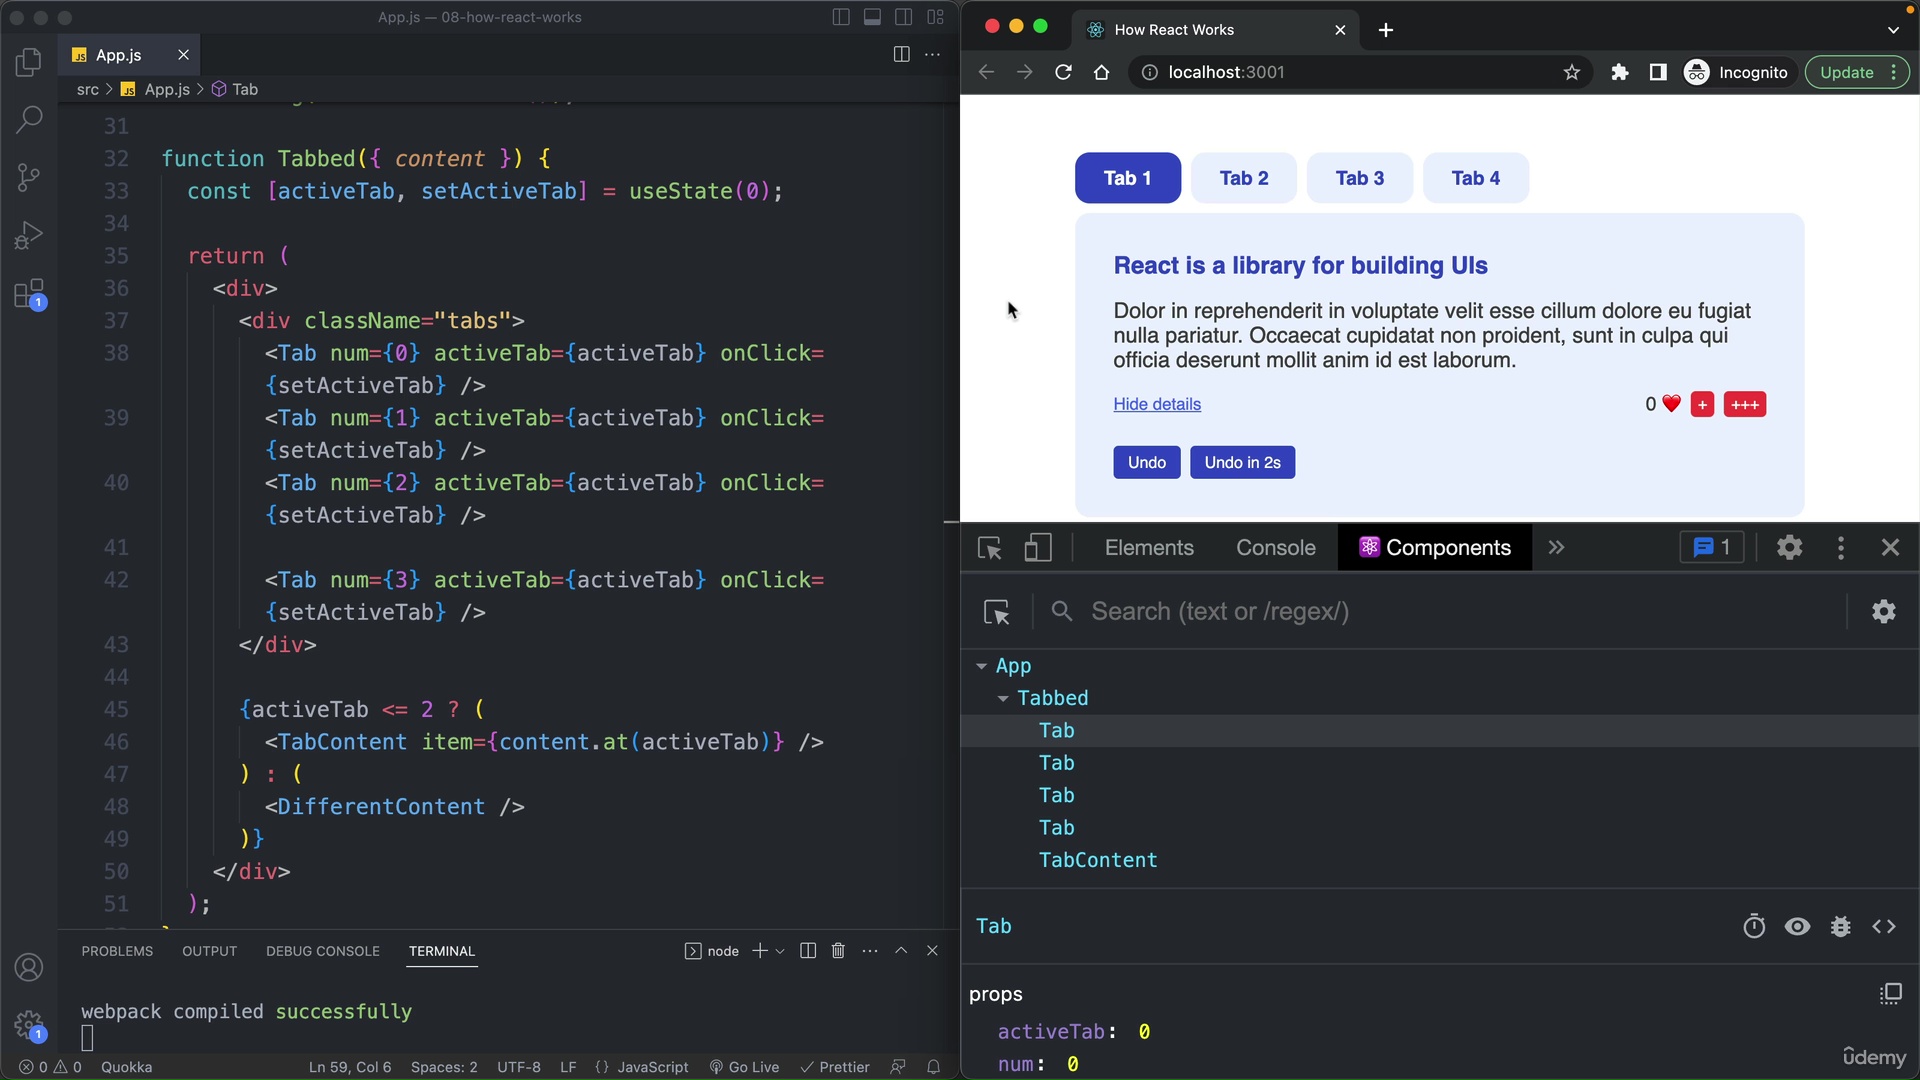 App.js — 08-how-react-works
JS App.js
src > JS App.js > Tab
31
32 function Tabbed({ content }) {
33 const [activeTab, setActiveTab] = useState(0);
34
35 return (
36 <div>
37 <div className="tabs">
38 <Tab num={0} activeTab={activeTab} onClick=
{setActiveTab} />
39 <Tab num={1} activeTab={activeTab} onClick=
{setActiveTab} />
40 <Tab num={2} activeTab={activeTab} onClick=
{setActiveTab} />
41
42 <Tab num={3} activeTab={activeTab} onClick=
{setActiveTab} />
43 </div>
44
45 {activeTab <= 2 ? (
46 <TabContent item={content.at(activeTab)} />
47 ) : (
48 <DifferentContent />
49 )}
50 </div>
51 );
PROBLEMS OUTPUT DEBUG CONSOLE TERMINAL node
webpack compiled successfully
0 0 Quokka Ln 59, Col 6 Spaces: 2 UTF-8 LF {} JavaScript Go Live Prettier
1
1
How React Works
localhost:3001 Incognito Update
Tab 1 Tab 2 Tab 3 Tab 4
React is a library for building UIs
Dolor in reprehenderit in voluptate velit esse cillum dolore eu fugiat
nulla pariatur. Occaecat cupidatat non proident, sunt in culpa qui
officia deserunt mollit anim id est laborum.
Hide details 0 ❤️ + +++
Undo Undo in 2s
Elements Console Components 1
Search (text or /regex/)
App
Tabbed
Tab
Tab
Tab
Tab
TabContent
Tab
props
activeTab: 0
num: 0
ûdemy